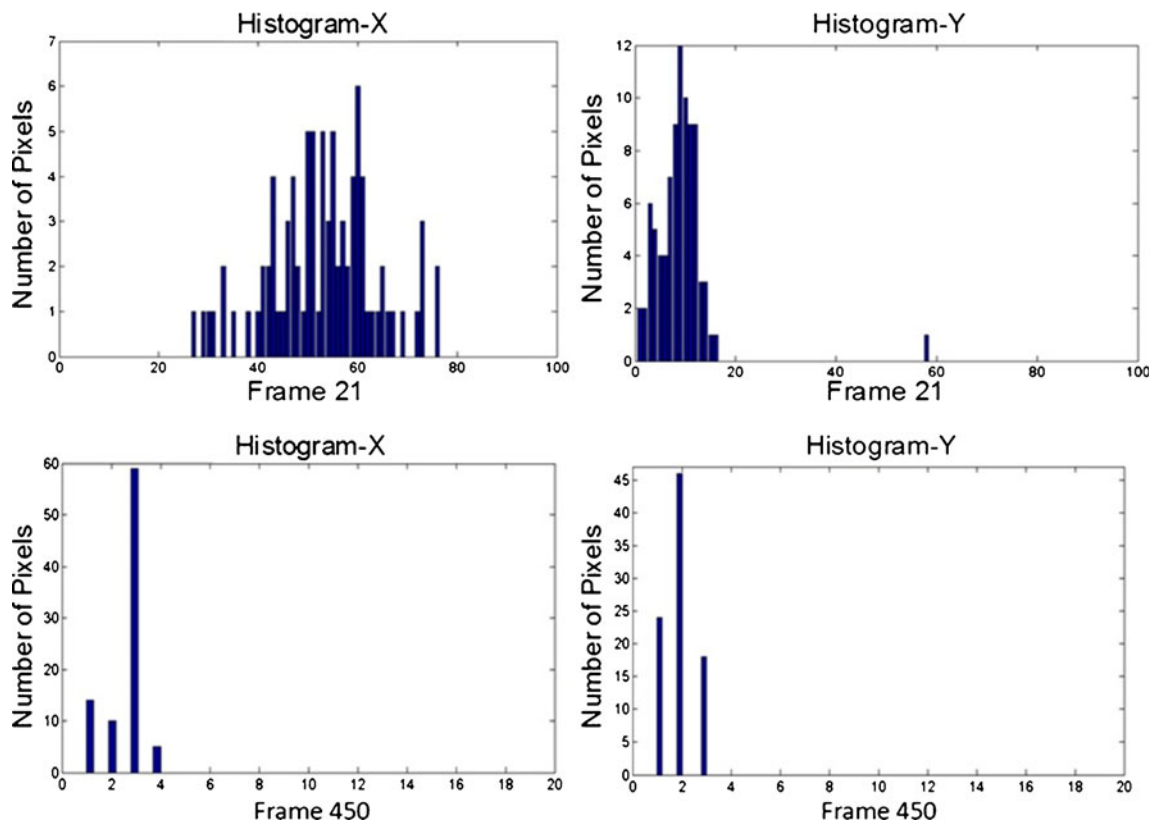 Histogram-X
Number of Pixels
7
6
5
4
3
2
1
0
0 20 40 60 80 100
Frame 21
Histogram-Y
Number of Pixels
12
10
8
6
4
2
0
0 20 40 60 80 100
Frame 21
Histogram-X
Number of Pixels
60
50
40
30
20
10
0
0 2 4 6 8 10 12 14 16 18 20
Frame 450
Histogram-Y
Number of Pixels
45
40
35
30
25
20
15
10
5
0
0 2 4 6 8 10 12 14 16 18 20
Frame 450